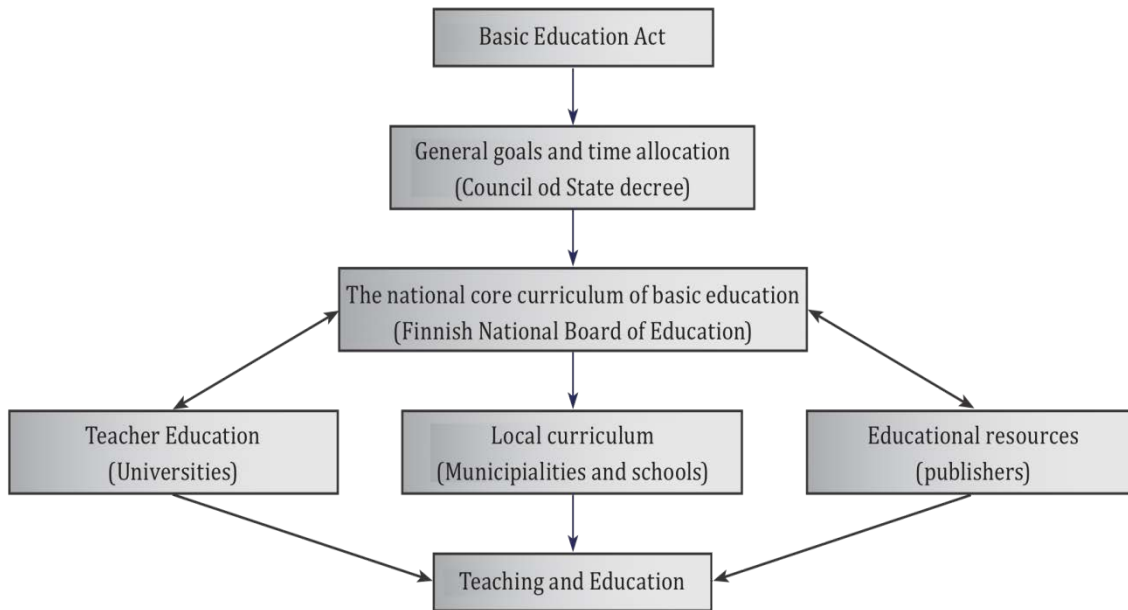 Basic Education Act
General goals and time allocation
(Council od State decree)
The national core curriculum of basic education
(Finnish National Board of Education)
Teacher Education
(Universities)
Local curriculum
(Municipialities and schools)
Educational resources
(publishers)
Teaching and Education